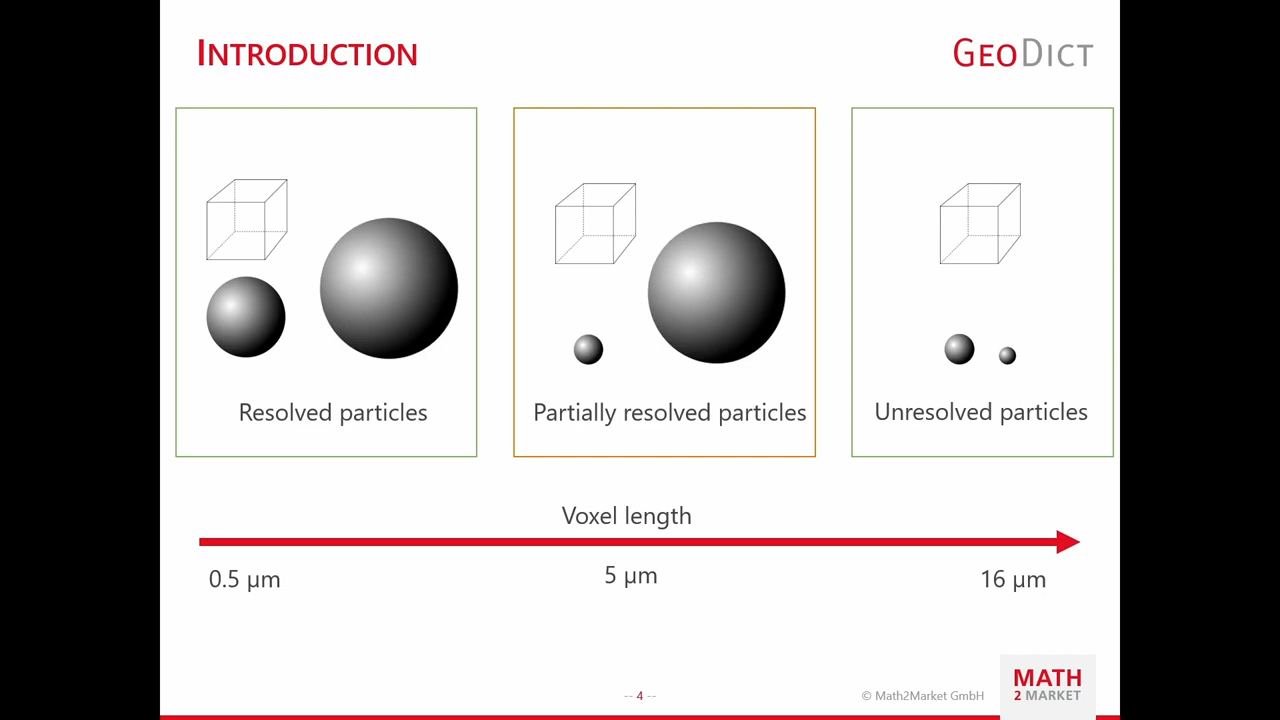 INTRODUCTION
GEODICT
Resolved particles
Partially resolved particles
Unresolved particles
Voxel length
0.5 µm
5 µm
16 µm
-- 4 --
© Math2Market GmbH
MATH
2 MARKET